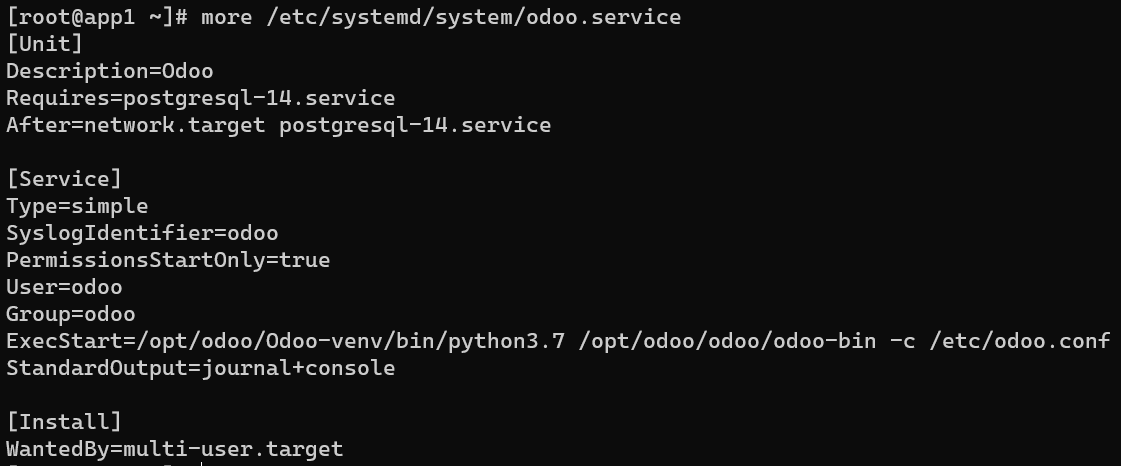 [root@app1 ~]# more /etc/systemd/system/odoo.service
[Unit]
Description=Odoo
Requires=postgresql-14.service
After=network.target postgresql-14.service
[Service]
Type=simple
SyslogIdentifier=odoo
PermissionsStartOnly=true
User=odoo
Group=odoo
ExecStart=/opt/odoo/Odoo-venv/bin/python3.7 /opt/odoo/odoo/odoo-bin -c /etc/odoo.conf
StandardOutput=journal+console
[Install]
WantedBy=multi-user.target